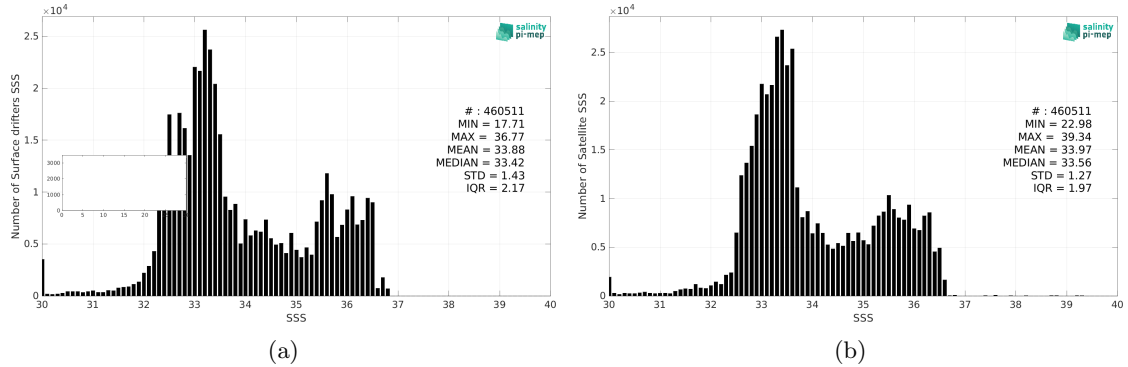 ×10⁴
2.5
2
1.5
1
0.5
0
Number of Surface drifters SSS
3000
2000
1000
0
0 5 10 15 20
30 31 32 33 34 35 36 37 38 39 40
SSS
salinity
pi-mep
# : 460511
MIN = 17.71
MAX = 36.77
MEAN = 33.88
MEDIAN = 33.42
STD = 1.43
IQR = 2.17
(a)
×10⁴
2.5
2
1.5
1
0.5
0
Number of Satellite SSS
30 31 32 33 34 35 36 37 38 39 40
SSS
salinity
pi-mep
# : 460511
MIN = 22.98
MAX = 39.34
MEAN = 33.97
MEDIAN = 33.56
STD = 1.27
IQR = 1.97
(b)